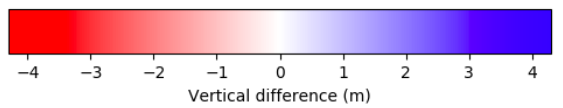 −4 −3 −2 −1 0 1 2 3 4
Vertical difference (m)